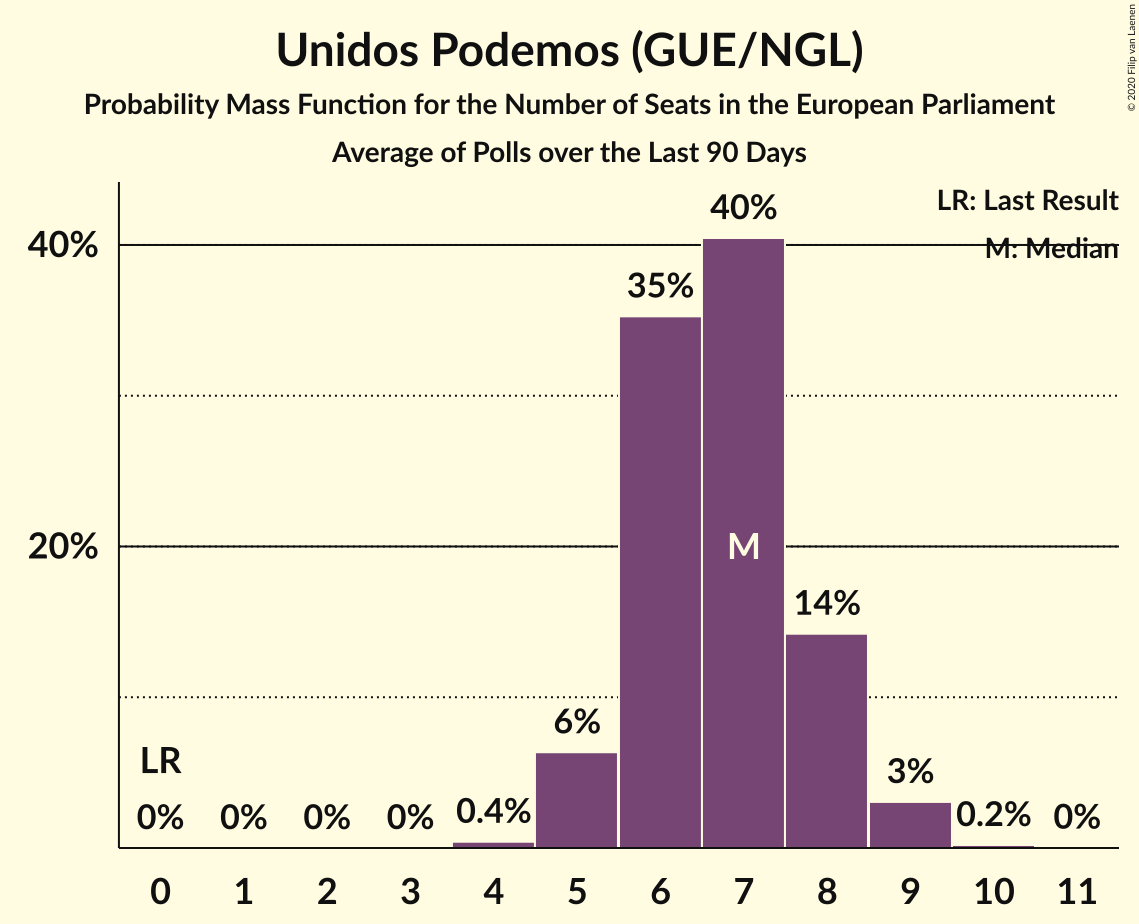 © 2020 Filip van Laenen
Unidos Podemos (GUE/NGL)
Probability Mass Function for the Number of Seats in the European Parliament
Average of Polls over the Last 90 Days
LR: Last Result
M: Median
40%
20%
LR
0% 0% 0% 0% 0.4% 6% 35% 40% 14% 3% 0.2% 0%
M
0 1 2 3 4 5 6 7 8 9 10 11